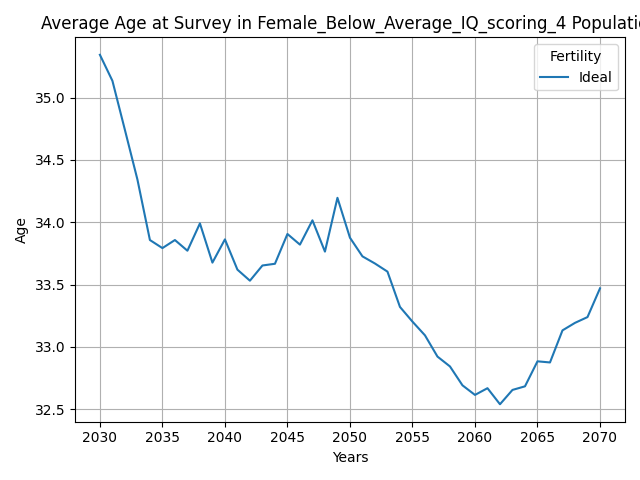 Average Age at Survey in Female_Below_Average_IQ_scoring_4 Populatio
Fertility
Ideal
35.0
34.5
34.0
33.5
33.0
32.5
Age
2030 2035 2040 2045 2050 2055 2060 2065 2070
Years